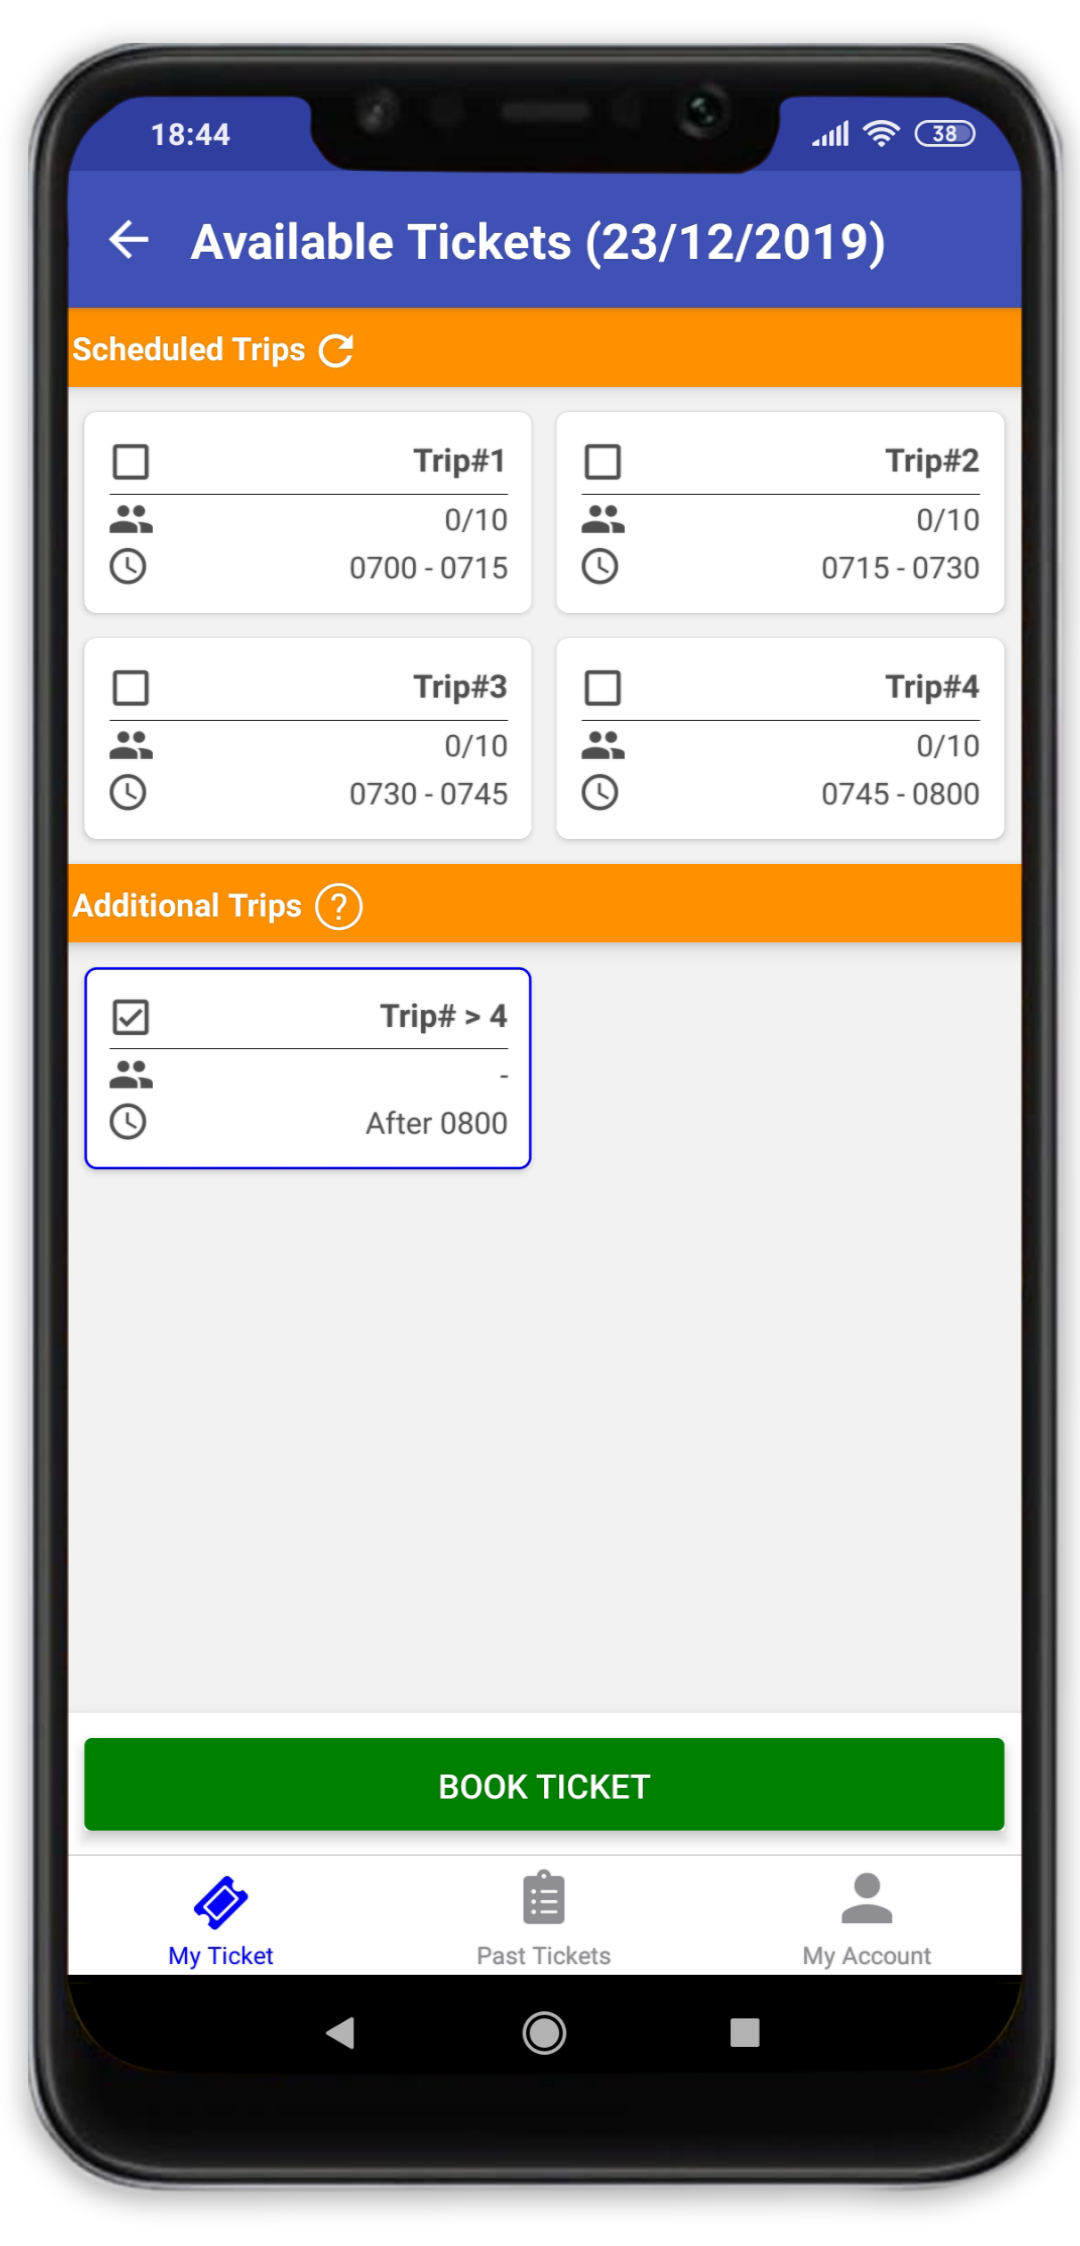 18:44
38
Available Tickets (23/12/2019)
Scheduled Trips
Trip#1
0/10
0700 - 0715
Trip#2
0/10
0715 - 0730
Trip#3
0/10
0730 - 0745
Trip#4
0/10
0745 - 0800
Additional Trips ?
Trip# > 4
-
After 0800
BOOK TICKET
My Ticket
Past Tickets
My Account